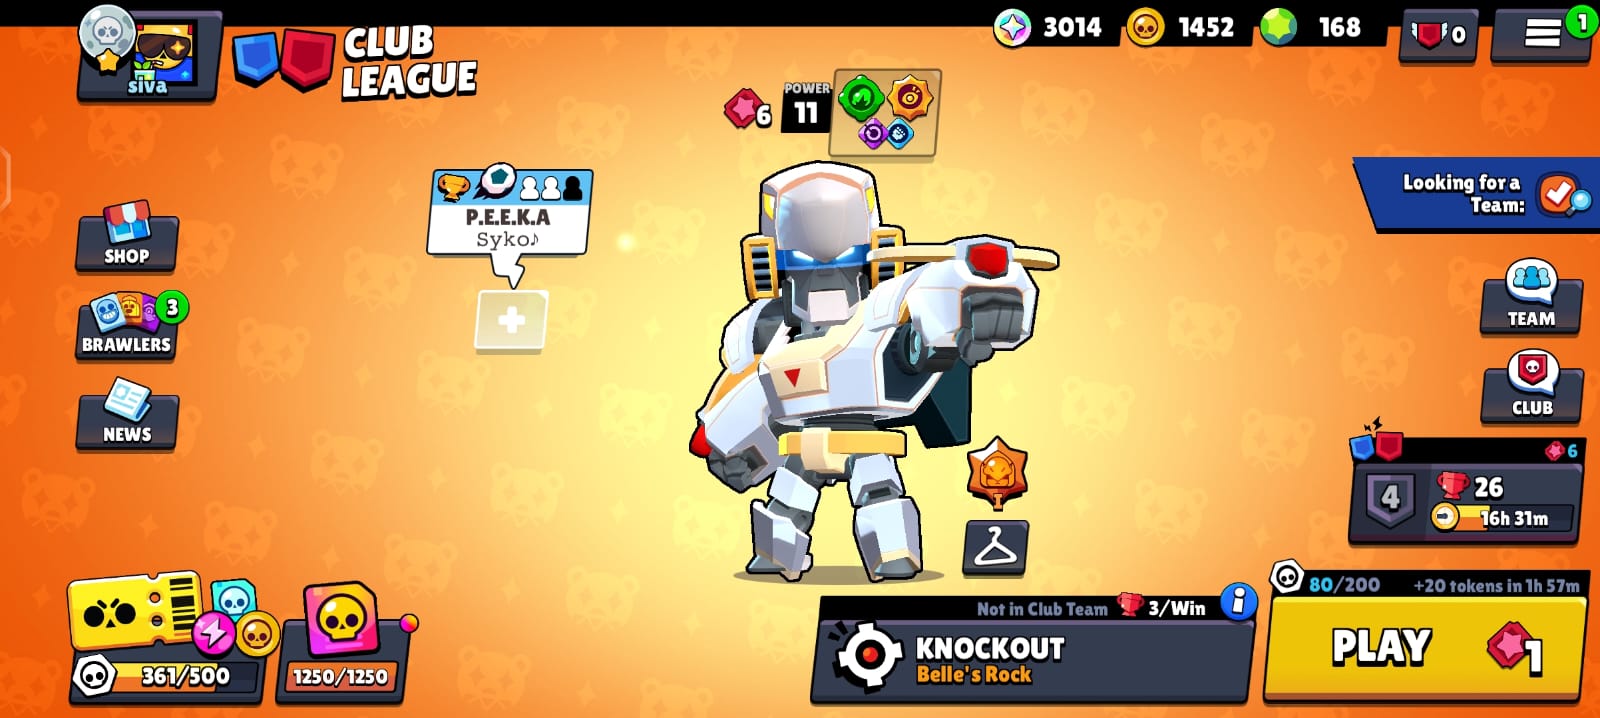 siva
CLUB
LEAGUE
3014
1452
168
0
1
6
POWER
11
P.E.E.K.A
Syko♪
Looking for a
Team:
SHOP
3
BRAWLERS
NEWS
TEAM
CLUB
6
4
26
16h 31m
I
361/500
1250/1250
Not in Club Team
3/Win
i
KNOCKOUT
Belle's Rock
80/200
+20 tokens in 1h 57m
PLAY
1